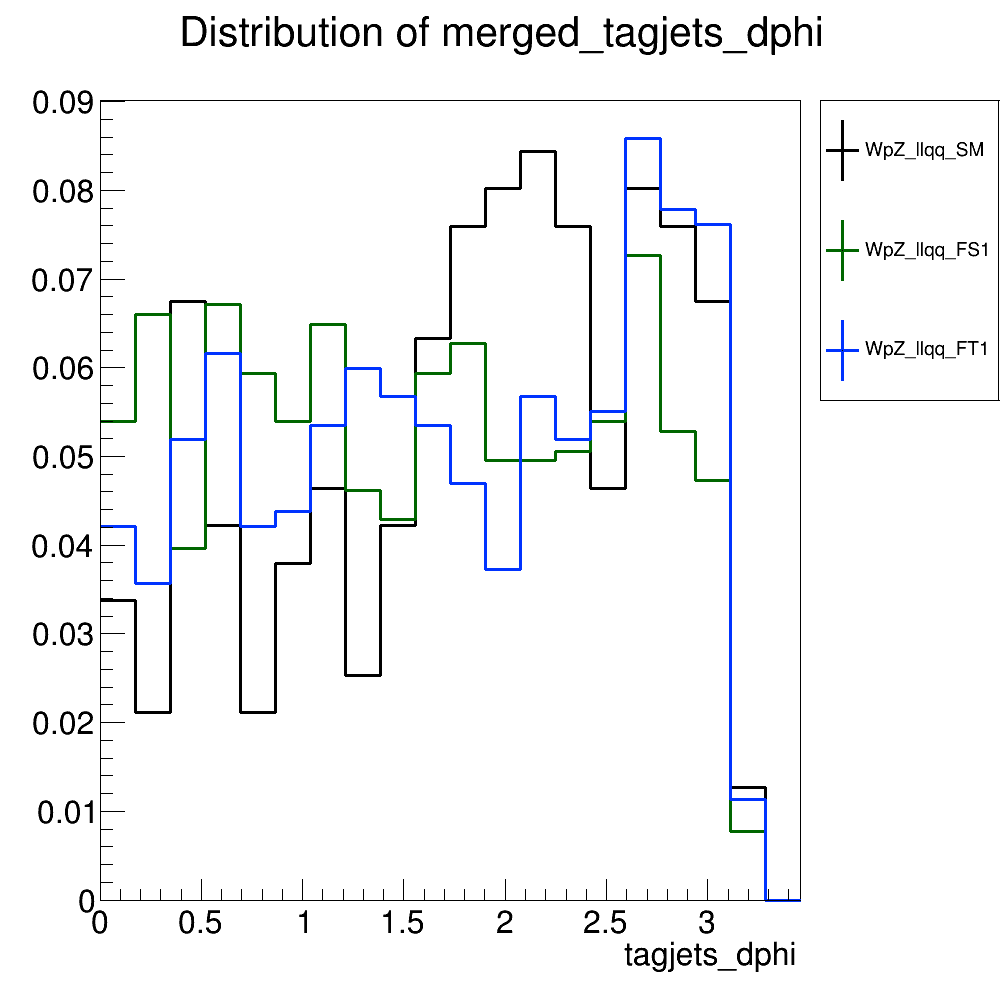 Distribution of merged_tagjets_dphi
0.09
0.08
0.07
0.06
0.05
0.04
0.03
0.02
0.01
0
0 0.5 1 1.5 2 2.5 3
tagjets_dphi
WpZ_llqq_SM
WpZ_llqq_FS1
WpZ_llqq_FT1